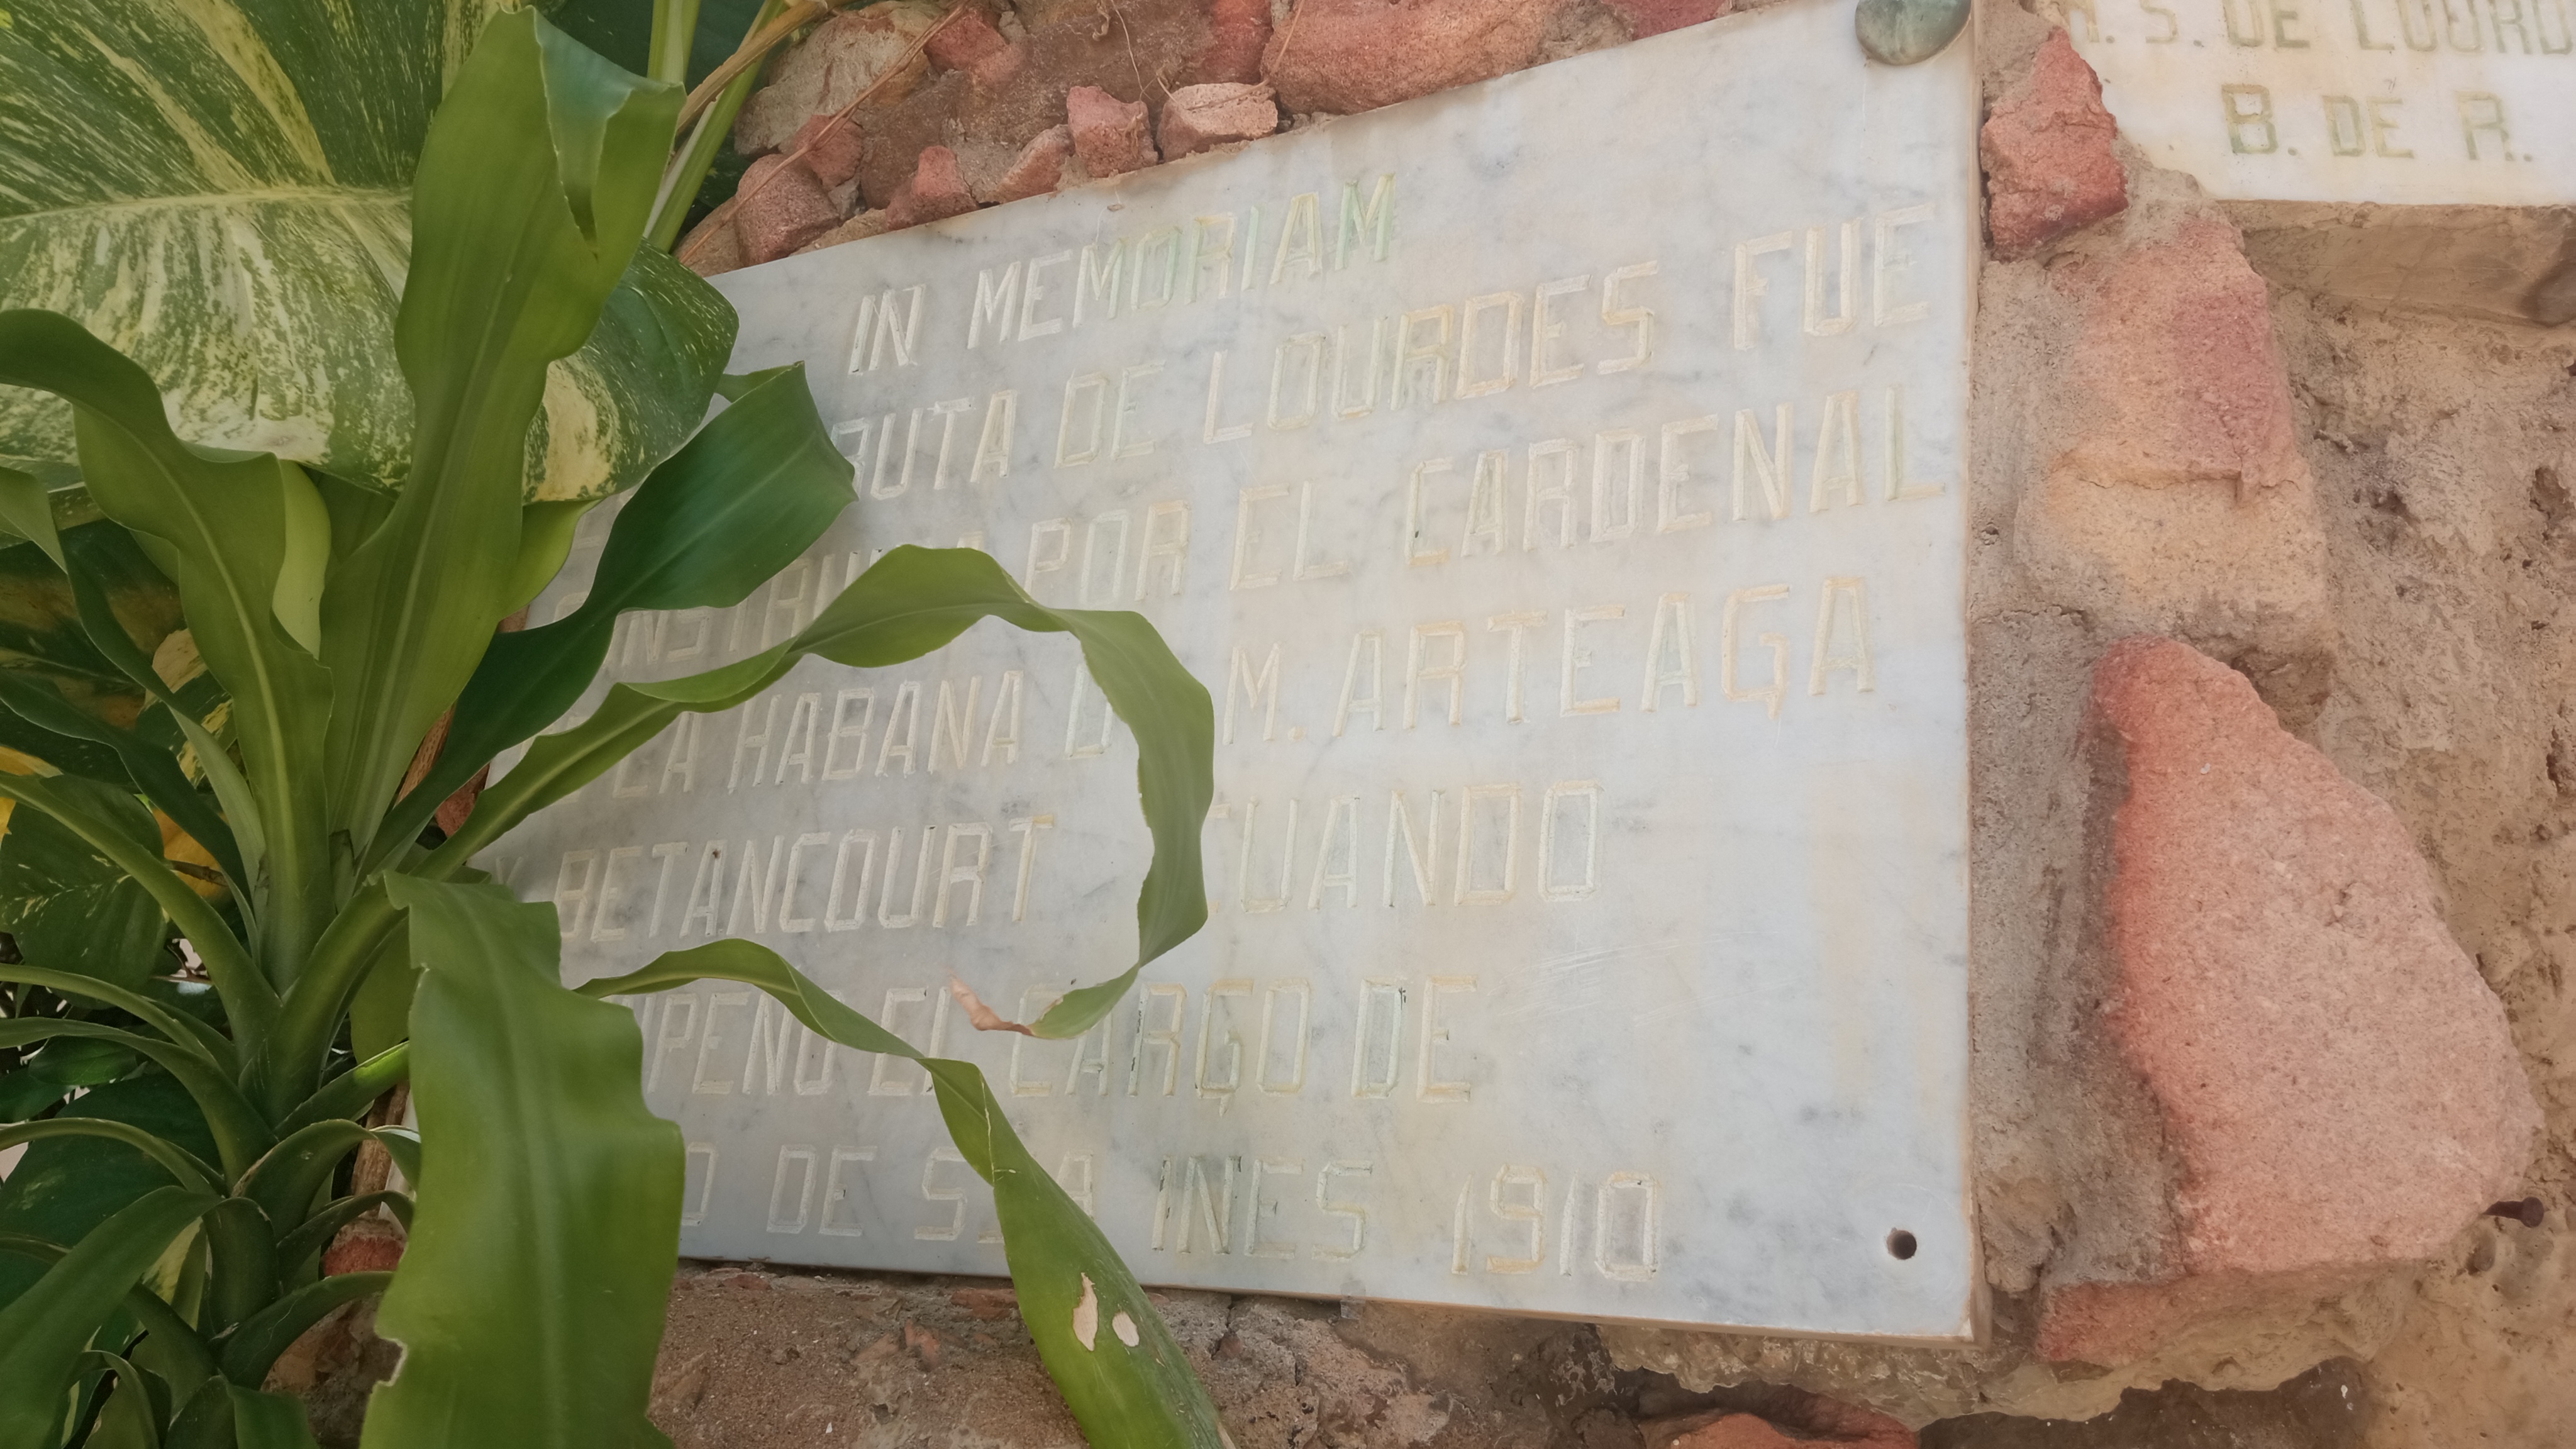 IN MEMORIAM
RUTA DE LOURDES FUE
POR EL CARDENAL
LA HABANA M. ARTEAGA
Y BETANCOURT CUANDO
EL CARGO DE
DE INES 1910
S. DE LOURD
B. DE R.